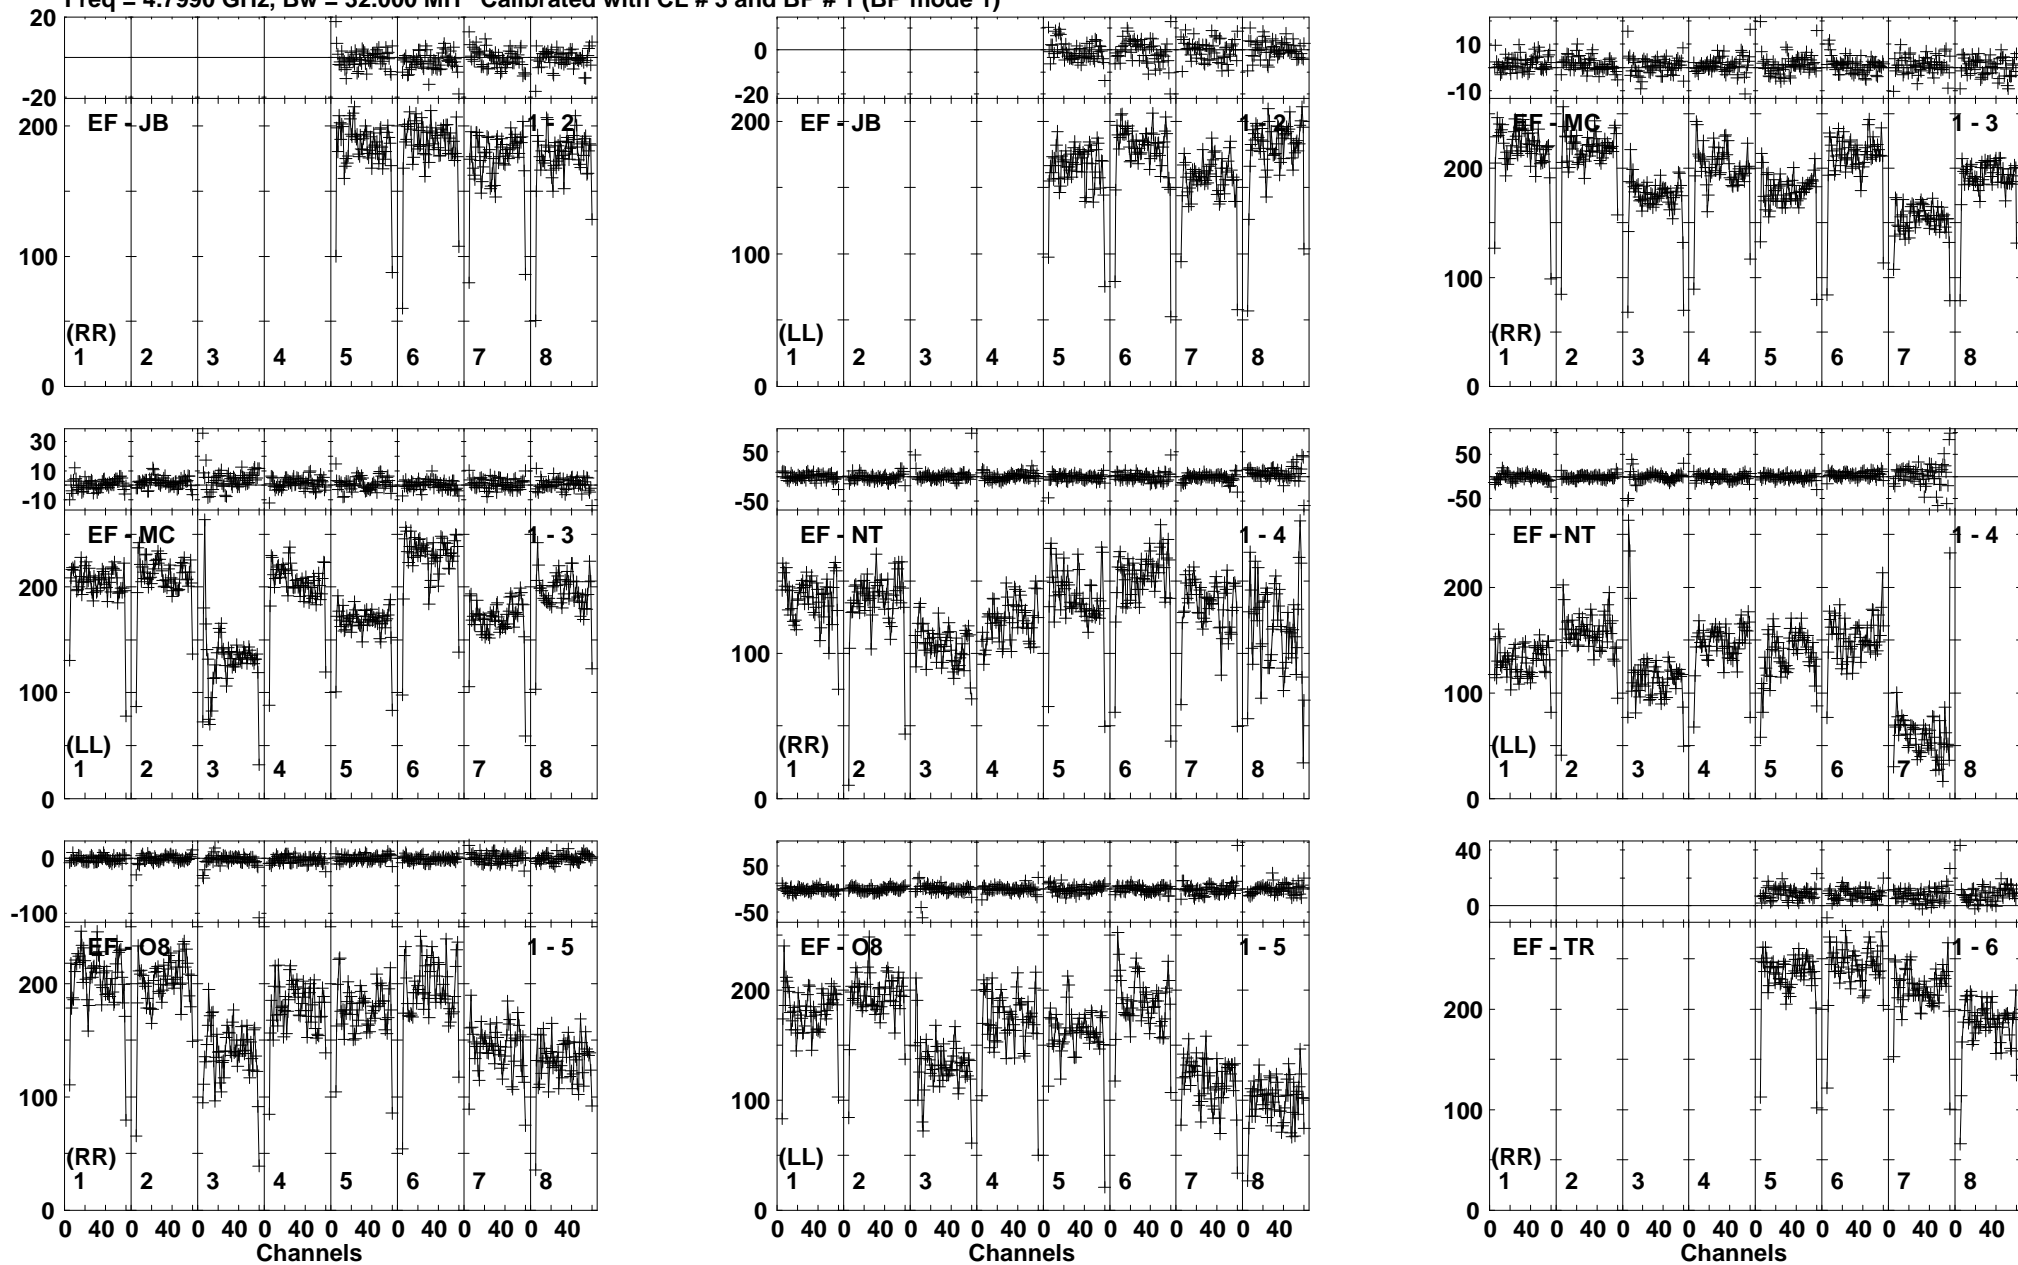 Freq = 4.7990 GHz, Bw = 32.000 MH Calibrated with CL # 3 and BP # 1 (BP mode 1)
20 0 -20
EF - JB 1 - 2
200 100 0
(RR)
1 2 3 4 5 6 7 8
0 -20
EF - JB 1 - 2
200 100 0
(LL)
1 2 3 4 5 6 7 8
10 -10
EF - MC 1 - 3
200 100 0
(RR)
1 2 3 4 5 6 7 8
30 10 -10
EF - MC 1 - 3
200 100 0
(LL)
1 2 3 4 5 6 7 8
50 -50
EF - NT 1 - 4
100 0
(RR)
1 2 3 4 5 6 7 8
50 -50
EF - NT 1 - 4
200 100 0
(LL)
1 2 3 4 5 6 7 8
0 -100
EF - O8 1 - 5
200 100 0
(RR)
1 2 3 4 5 6 7 8
0 40 0 40 0 40 0 40 0 40 0 40 0 40 0 40
Channels
50 -50
EF - O8 1 - 5
200 100 0
(LL)
1 2 3 4 5 6 7 8
0 40 0 40 0 40 0 40 0 40 0 40 0 40 0 40
Channels
40 0
EF - TR 1 - 6
200 100 0
(RR)
1 2 3 4 5 6 7 8
0 40 0 40 0 40 0 40 0 40 0 40 0 40 0 40
Channels